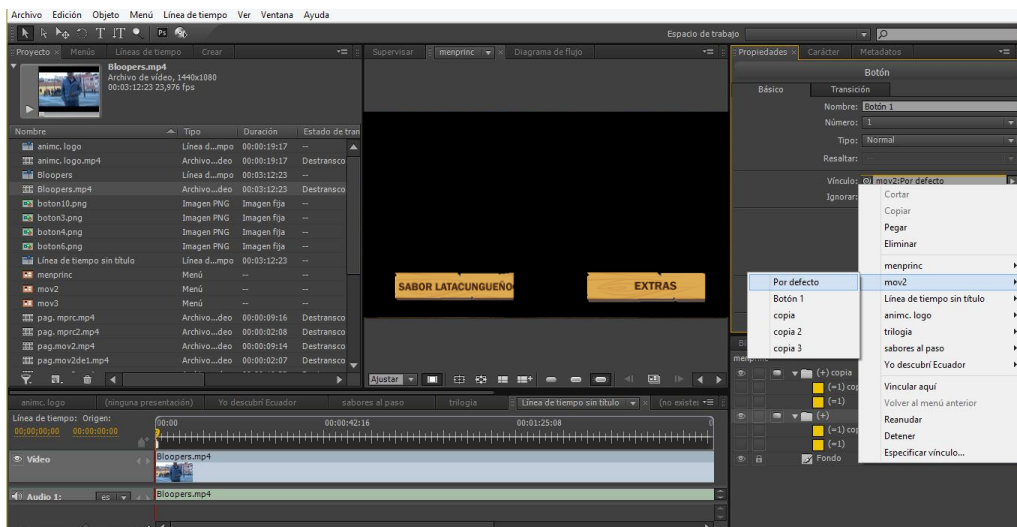 Archivo Edición Objeto Menú Línea de tiempo Ver Ventana Ayuda
Espacio de trabajo
Proyecto Menús Líneas de tiempo Crear
Bloopers.mp4
Archivo de vídeo, 1440x1080
00:03:12:23 23,976 fps
Nombre Tipo Duración Estado de tran
animc. logo Línea d...mpo 00:00:19:17 --
animc. logo.mp4 Archivo...deo 00:00:19:17 Destransco
Bloopers Línea d...mpo 00:03:12:23 --
Bloopers.mp4 Archivo...deo 00:03:12:23 Destransco
boton10.png Imagen PNG Imagen fija --
boton3.png Imagen PNG Imagen fija --
boton4.png Imagen PNG Imagen fija --
boton6.png Imagen PNG Imagen fija --
Línea de tiempo sin título Línea d...mpo 00:03:12:23 --
menprinc Menú -- --
mov2 Menú -- --
mov3 Menú -- --
pag. mprc.mp4 Archivo...deo 00:00:09:16 Destransco
pag. mprc2.mp4 Archivo...deo 00:00:02:08 Destransco
pag.mov2.mp4 Archivo...deo 00:00:09:14 Destransco
pag.mov2de1.mp4 Archivo...deo 00:00:02:07 Destransco
Supervisar menprinc Diagrama de flujo
SABOR LATACUNGUEÑO
EXTRAS
Ajustar
Propiedades Carácter Metadatos
Botón
Básico Transición
Nombre: Botón 1
Número: 1
Tipo: Normal
Resaltar: --
Vínculo: mov2:Por defecto
Ignorar:
Cortar
Copiar
Pegar
Eliminar
menprinc
mov2
Línea de tiempo sin título
animc. logo
trilogia
sabores al paso
Yo descubrí Ecuador
Vincular aquí
Volver al menú anterior
Reanudar
Detener
Especificar vínculo...
Por defecto
Botón 1
copia
copia 2
copia 3
menprinc
(+) copia
(=1) cop
(=1)
(+)
(=1) cop
(=1)
Fondo
animc. logo (ninguna presentación) Yo descubrí Ecuador sabores al paso trilogia Línea de tiempo sin título (no existe
Línea de tiempo: Origen:
00;00;00;00 00:00:00:00
00:00 00:00:42:16 00:01:25:08
Vídeo
Bloopers.mp4
Audio 1: es
Bloopers.mp4